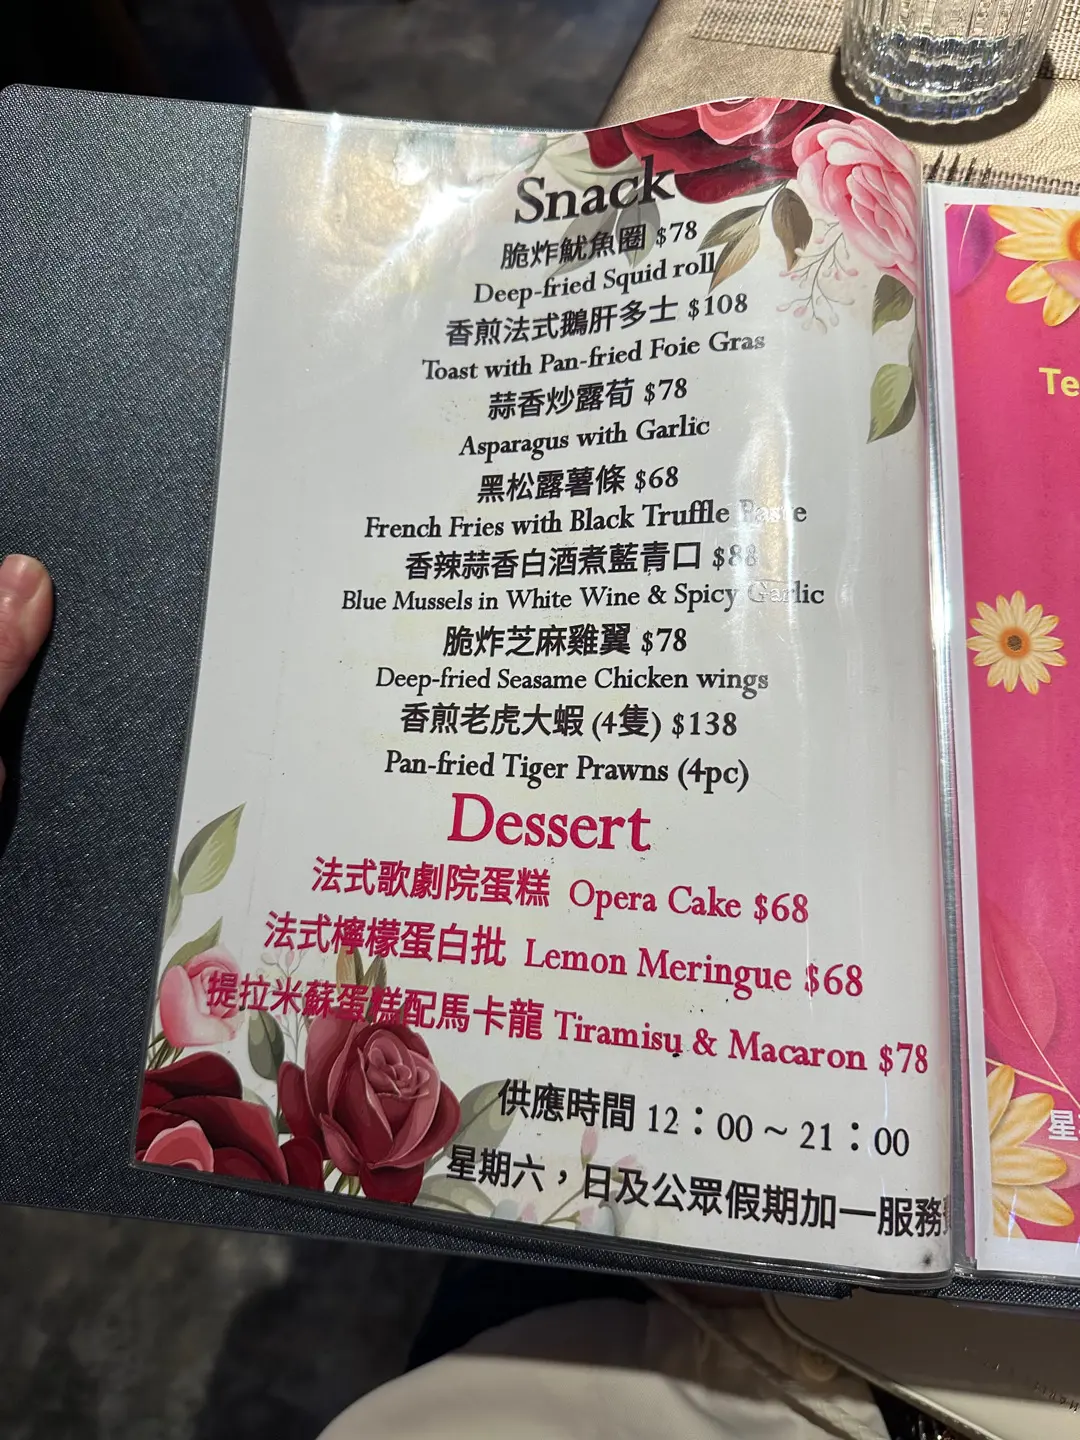 Snack
脆炸魷魚圈 $78
Deep-fried Squid roll
香煎法式鵝肝多士 $108
Toast with Pan-fried Foie Gras
蒜香炒露荀 $78
Asparagus with Garlic
黑松露薯條 $68
French Fries with Black Truffle Paste
香辣蒜香白酒煮藍青口 $88
Blue Mussels in White Wine & Spicy Garlic
脆炸芝麻雞翼 $78
Deep-fried Seasame Chicken wings
香煎老虎大蝦 (4隻) $138
Pan-fried Tiger Prawns (4pc)
Dessert
法式歌劇院蛋糕 Opera Cake $68
法式檸檬蛋白批 Lemon Meringue $68
提拉米蘇蛋糕配馬卡龍 Tiramisu & Macaron $78
供應時間 12：00 ~ 21：00
星期六，日及公眾假期加一服務
Te
星